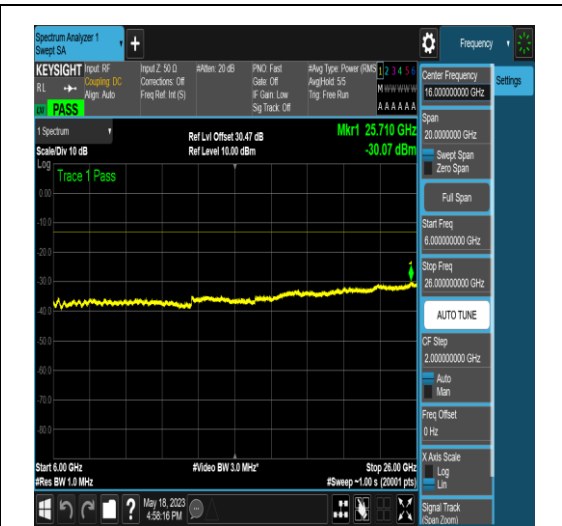 Spectrum Analyzer 1
Swept SA
+
Frequency
KEYSIGHT
Input: RF
Coupling: DC
Align: Auto
RL
PASS
Input Z: 50 Ω
Corrections: Off
Freq Ref: Int (S)
#Atten: 20 dB
PNO: Fast
Gate: Off
IF Gain: Low
Sig Track: Off
#Avg Type: Power (RMS
Avg|Hold: 5/5
Trig: Free Run
1 2 3 4 5 6
M W W W W W
A A A A A A
Center Frequency
16.000000000 GHz
Settings
1 Spectrum
Scale/Div 10 dB
Ref Lvl Offset 30.47 dB
Ref Level 10.00 dBm
Mkr1 25.710 GHz
-30.07 dBm
Span
20.0000000 GHz
Swept Span
Zero Span
Full Span
Start Freq
6.000000000 GHz
Stop Freq
26.000000000 GHz
AUTO TUNE
CF Step
2.000000000 GHz
Auto
Man
Freq Offset
0 Hz
X Axis Scale
Log
Lin
Signal Track
(Span Zoom)
Log
Trace 1 Pass
0.00
-10.0
-20.0
-30.0
-40.0
-50.0
-60.0
-70.0
-80.0
1
Start 6.00 GHz
#Res BW 1.0 MHz
#Video BW 3.0 MHz*
Stop 26.00 GHz
#Sweep ~1.00 s (20001 pts)
?
May 18, 2023
4:58:16 PM